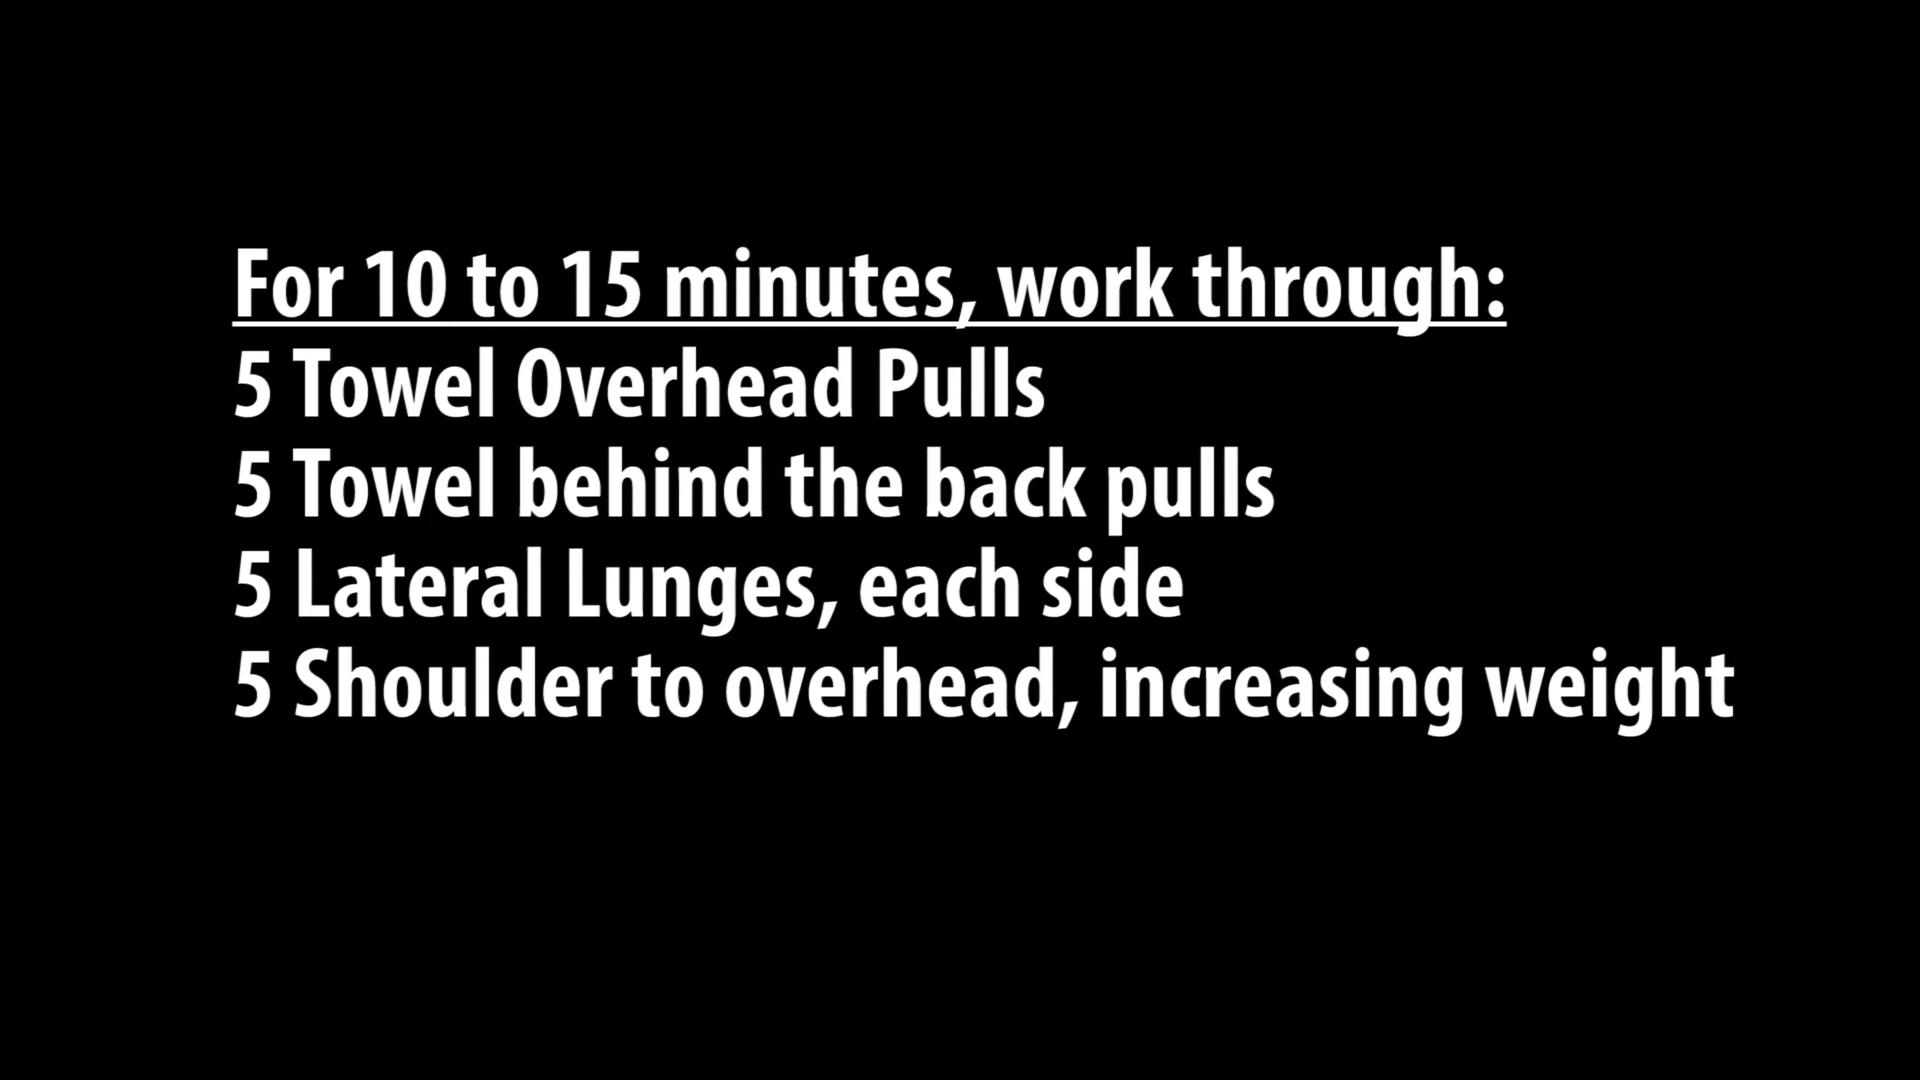 For 10 to 15 minutes, work through:
5 Towel Overhead Pulls
5 Towel behind the back pulls
5 Lateral Lunges, each side
5 Shoulder to overhead, increasing weight